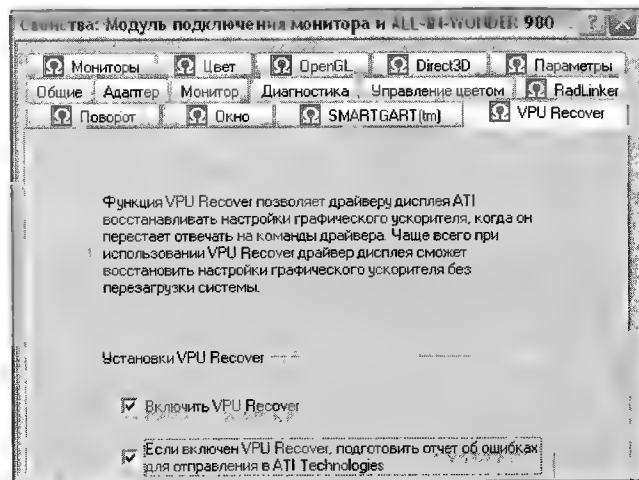 Свойства: Модуль подключения монитора и ALL-IN-WONDER 980
Мониторы Цвет OpenGL Direct3D Параметры
Общие Адаптер Монитор Диагностика Управление цветом RadLinker
Поворот Окно SMARTGART(tm) VPU Recover
Функция VPU Recover позволяет драйверу дисплея ATI
восстанавливать настройки графического ускорителя, когда он
перестает отвечать на команды драйвера. Чаще всего при
использовании VPU Recover драйвер дисплея сможет
восстановить настройки графического ускорителя без
перезагрузки системы.
Установки VPU Recover
Включить VPU Recover
Если включен VPU Recover, подготовить отчет об ошибках
для отправления в ATI Technologies